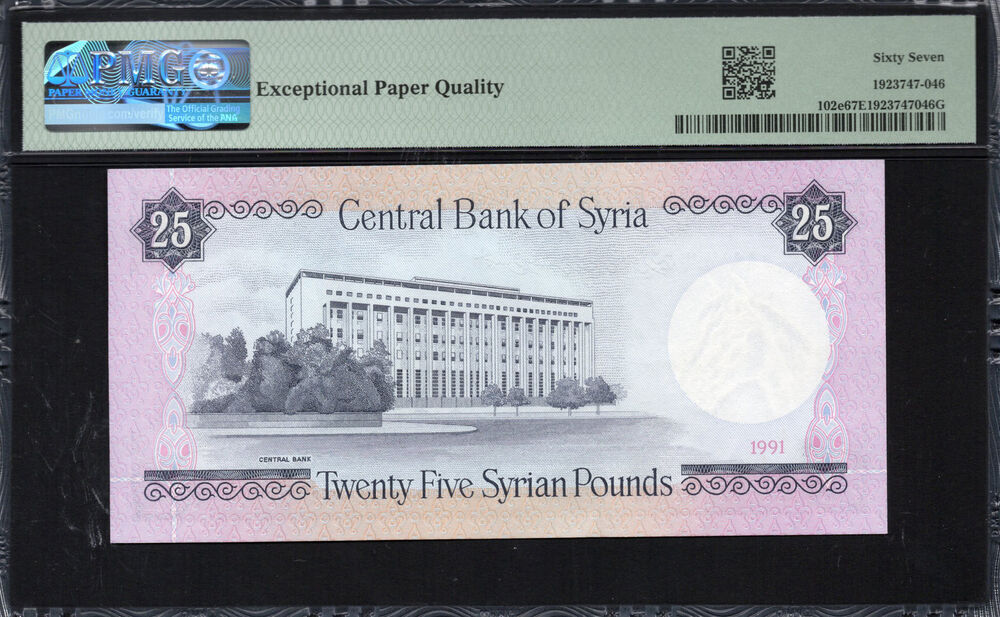 PMG
PAPER MONEY GUARANTY
PMGnotes.com/verify
The Official Grading
Service of the ANA
Exceptional Paper Quality
Sixty Seven
1923747-046
102e67E1923747046G
25
Central Bank of Syria
25
1991
CENTRAL BANK
Twenty Five Syrian Pounds